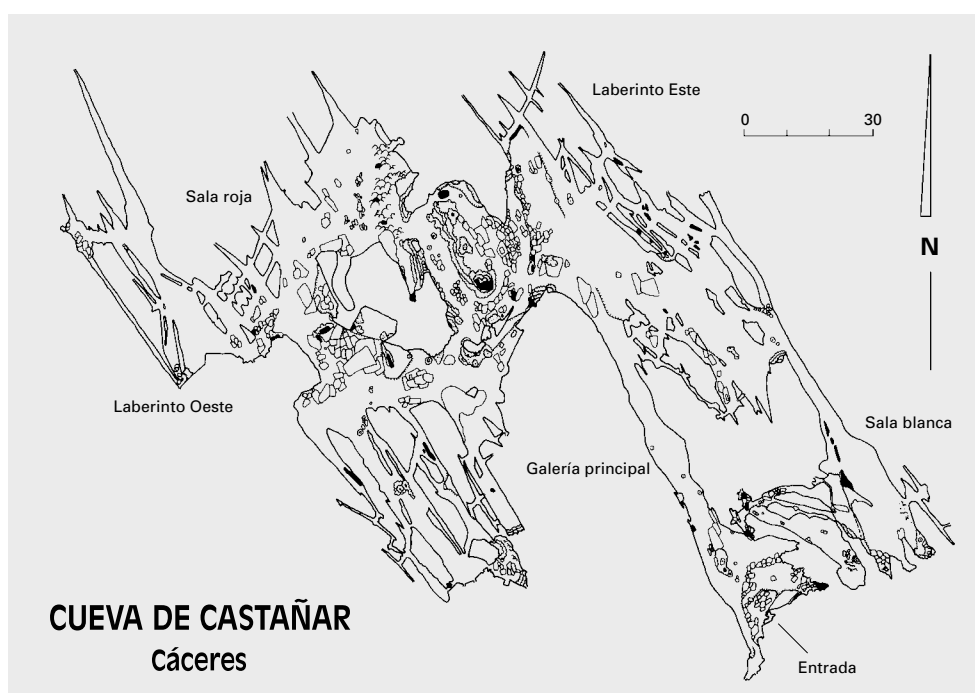 Laberinto Este
0 30
Sala roja
N
Laberinto Oeste
Sala blanca
Galería principal
CUEVA DE CASTAÑAR
Cáceres
Entrada